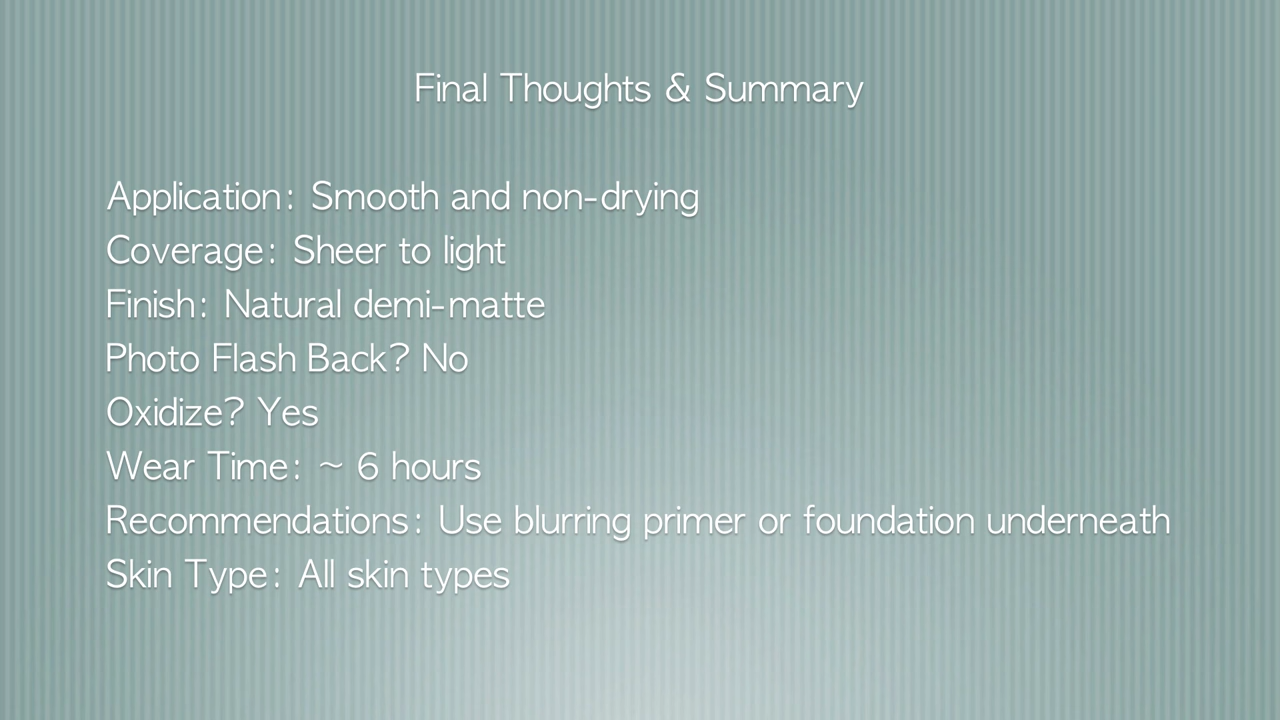 Final Thoughts & Summary
Application: Smooth and non-drying
Coverage: Sheer to light
Finish: Natural demi-matte
Photo Flash Back? No
Oxidize? Yes
Wear Time: ~ 6 hours
Recommendations: Use blurring primer or foundation underneath
Skin Type: All skin types